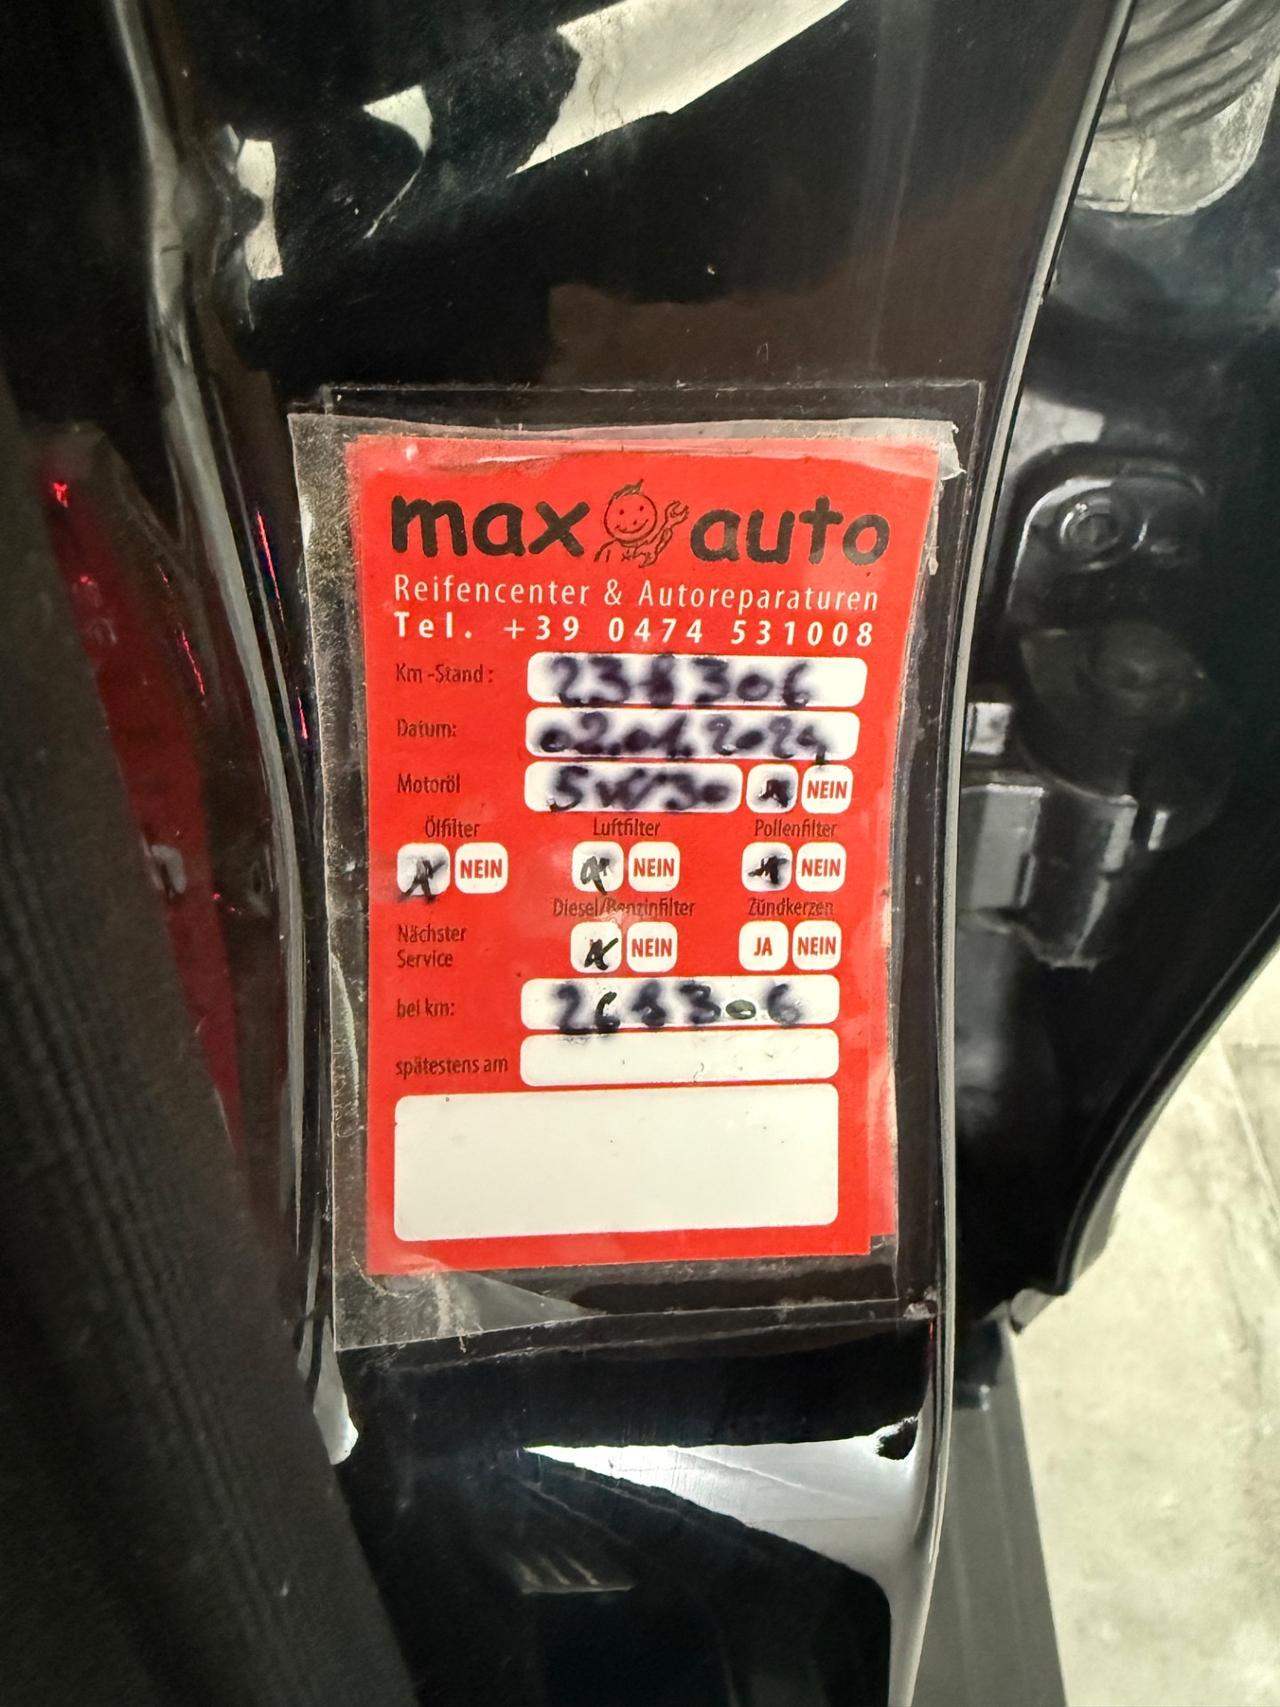 max auto
Reifencenter & Autoreparaturen
Tel. +39 0474 531008
Km-Stand: 238306
Datum: 02.01.2024
Motoröl 5W30 NEIN
Ölfilter Luftfilter Pollenfilter
NEIN NEIN NEIN
Diesel/Benzinfilter Zündkerzen
Nächster Service NEIN JA NEIN
bei km: 268306
spätestens am